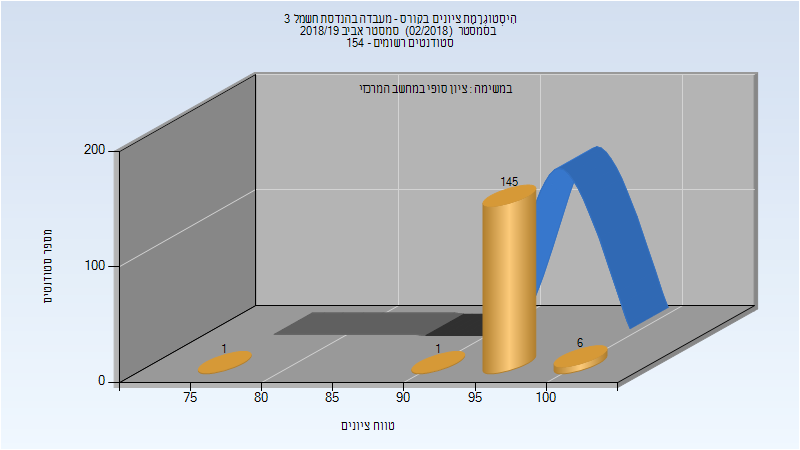 היסטוגרמת ציונים בקורס - מעבדה בהנדסת חשמל 3
בסמסטר (02/2018) סמסטר אביב 2018/19
סטודנטים רשומים - 154
במשימה : ציון סופי במחשב המרכזי
200
100
0
מספר סטודנטים
1
1
145
6
75
80
85
90
95
100
טווח ציונים